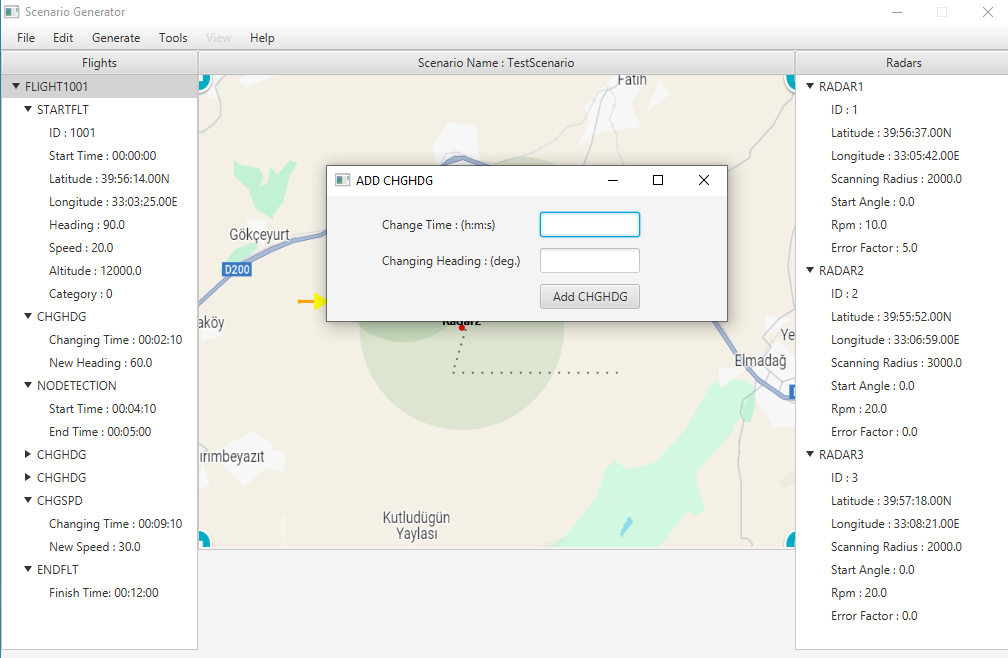 Scenario Generator
File Edit Generate Tools View Help
Flights
FLIGHT1001
STARTFLT
ID : 1001
Start Time : 00:00:00
Latitude : 39:56:14.00N
Longitude : 33:03:25.00E
Heading : 90.0
Speed : 20.0
Altitude : 12000.0
Category : 0
CHGHDG
Changing Time : 00:02:10
New Heading : 60.0
NODETECTION
Start Time : 00:04:10
End Time : 00:05:00
CHGHDG
CHGHDG
CHGSPD
Changing Time : 00:09:10
New Speed : 30.0
ENDFLT
Finish Time: 00:12:00
Scenario Name : TestScenario
Fatih
Gökçeyurt
D200
aköy
Radar2
Elmadağ
Ye
ırımbeyazıt
Kutludüğün
Yaylası
ADD CHGHDG
Change Time : (h:m:s)
Changing Heading : (deg.)
Add CHGHDG
Radars
RADAR1
ID : 1
Latitude : 39:56:37.00N
Longitude : 33:05:42.00E
Scanning Radius : 2000.0
Start Angle : 0.0
Rpm : 10.0
Error Factor : 5.0
RADAR2
ID : 2
Latitude : 39:55:52.00N
Longitude : 33:06:59.00E
Scanning Radius : 3000.0
Start Angle : 0.0
Rpm : 20.0
Error Factor : 0.0
RADAR3
ID : 3
Latitude : 39:57:18.00N
Longitude : 33:08:21.00E
Scanning Radius : 2000.0
Start Angle : 0.0
Rpm : 20.0
Error Factor : 0.0